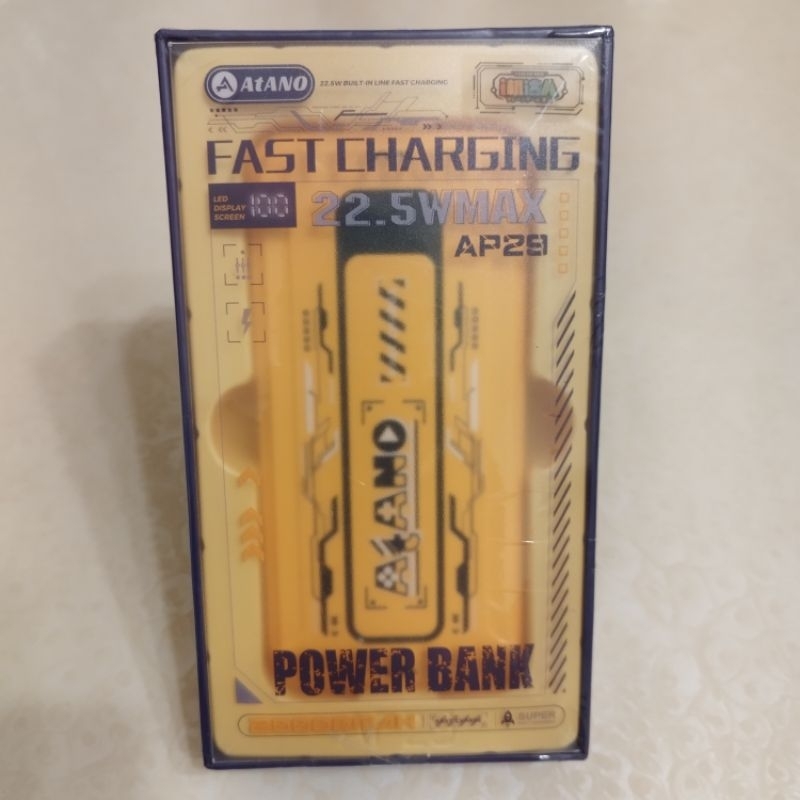 AtANO
22.5W BUILT-IN LINE FAST CHARGING
FAST CHARGING
LED
DISPLAY
SCREEN
100
22.5WMAX
AP29
AtANO
POWER BANK
SUPER